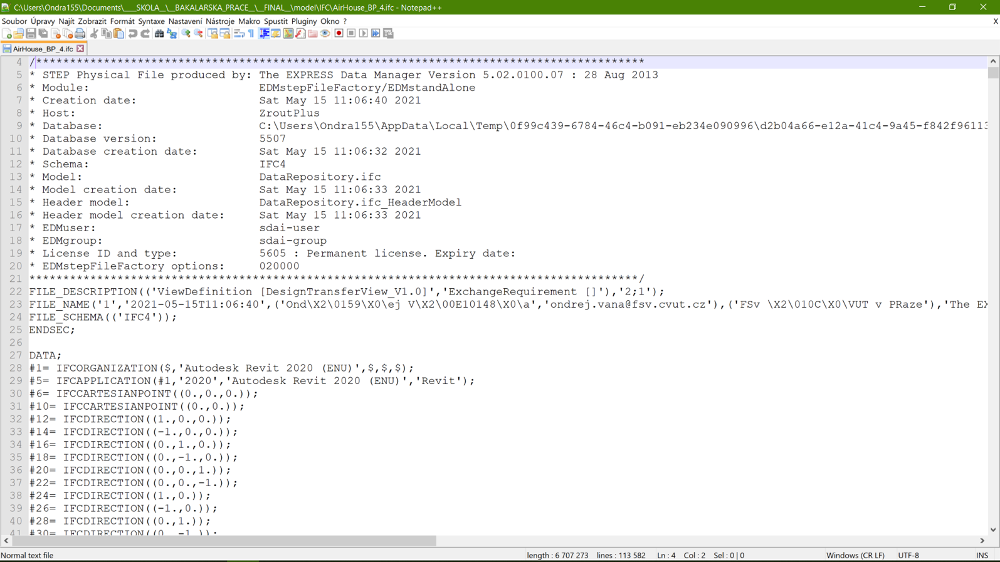 C:\Users\Ondra155\Documents\____SKOLA__\__BAKALARSKA_PRACE__\__FINAL__\model\IFC\AirHouse_BP_4.ifc - Notepad++
Soubor Úpravy Najít Zobrazit Formát Syntaxe Nastavení Nástroje Makro Spustit Pluginy Okno ? X
AirHouse_BP_4.ifc
4 /******************************************************************************************
5 * STEP Physical File produced by: The EXPRESS Data Manager Version 5.02.0100.07 : 28 Aug 2013
6 * Module: EDMstepFileFactory/EDMstandAlone
7 * Creation date: Sat May 15 11:06:40 2021
8 * Host: ZroutPlus
9 * Database: C:\Users\Ondra155\AppData\Local\Temp\0f99c439-6784-46c4-b091-eb234e090996\d2b04a66-e12a-41c4-9a45-f842f96113
10 * Database version: 5507
11 * Database creation date: Sat May 15 11:06:32 2021
12 * Schema: IFC4
13 * Model: DataRepository.ifc
14 * Model creation date: Sat May 15 11:06:33 2021
15 * Header model: DataRepository.ifc_HeaderModel
16 * Header model creation date: Sat May 15 11:06:33 2021
17 * EDMuser: sdai-user
18 * EDMgroup: sdai-group
19 * License ID and type: 5605 : Permanent license. Expiry date:
20 * EDMstepFileFactory options: 020000
21 ******************************************************************************************/
22 FILE_DESCRIPTION(('ViewDefinition [DesignTransferView_V1.0]','ExchangeRequirement []'),'2;1');
23 FILE_NAME('1','2021-05-15T11:06:40',('Ond\X2\0159\X0\ej V\X2\00E10148\X0\a','ondrej.vana@fsv.cvut.cz'),('FSv \X2\010C\X0\VUT v PRaze'),'The EX
24 FILE_SCHEMA(('IFC4'));
25 ENDSEC;
26
27 DATA;
28 #1= IFCORGANIZATION($,'Autodesk Revit 2020 (ENU)',$,$,$);
29 #5= IFCAPPLICATION(#1,'2020','Autodesk Revit 2020 (ENU)','Revit');
30 #6= IFCCARTESIANPOINT((0.,0.,0.));
31 #10= IFCCARTESIANPOINT((0.,0.));
32 #12= IFCDIRECTION((1.,0.,0.));
33 #14= IFCDIRECTION((-1.,0.,0.));
34 #16= IFCDIRECTION((0.,1.,0.));
35 #18= IFCDIRECTION((0.,-1.,0.));
36 #20= IFCDIRECTION((0.,0.,1.));
37 #22= IFCDIRECTION((0.,0.,-1.));
38 #24= IFCDIRECTION((1.,0.));
39 #26= IFCDIRECTION((-1.,0.));
40 #28= IFCDIRECTION((0.,1.));
41 #30= IFCDIRECTION((0.,-1.));
Normal text file length : 6 707 273 lines : 113 582 Ln : 4 Col : 2 Sel : 0 | 0 Windows (CR LF) UTF-8 INS